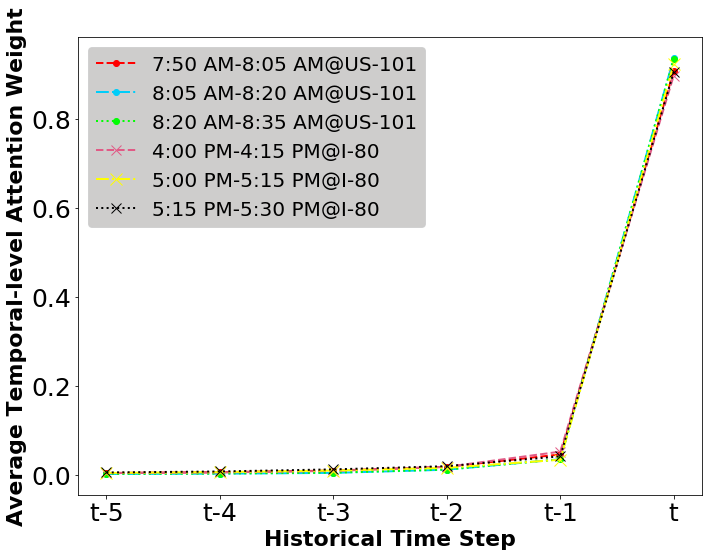 Average Temporal-level Attention Weight
7:50 AM-8:05 AM@US-101
8:05 AM-8:20 AM@US-101
8:20 AM-8:35 AM@US-101
4:00 PM-4:15 PM@I-80
5:00 PM-5:15 PM@I-80
5:15 PM-5:30 PM@I-80
0.8
0.6
0.4
0.2
0.0
t-5 t-4 t-3 t-2 t-1 t
Historical Time Step